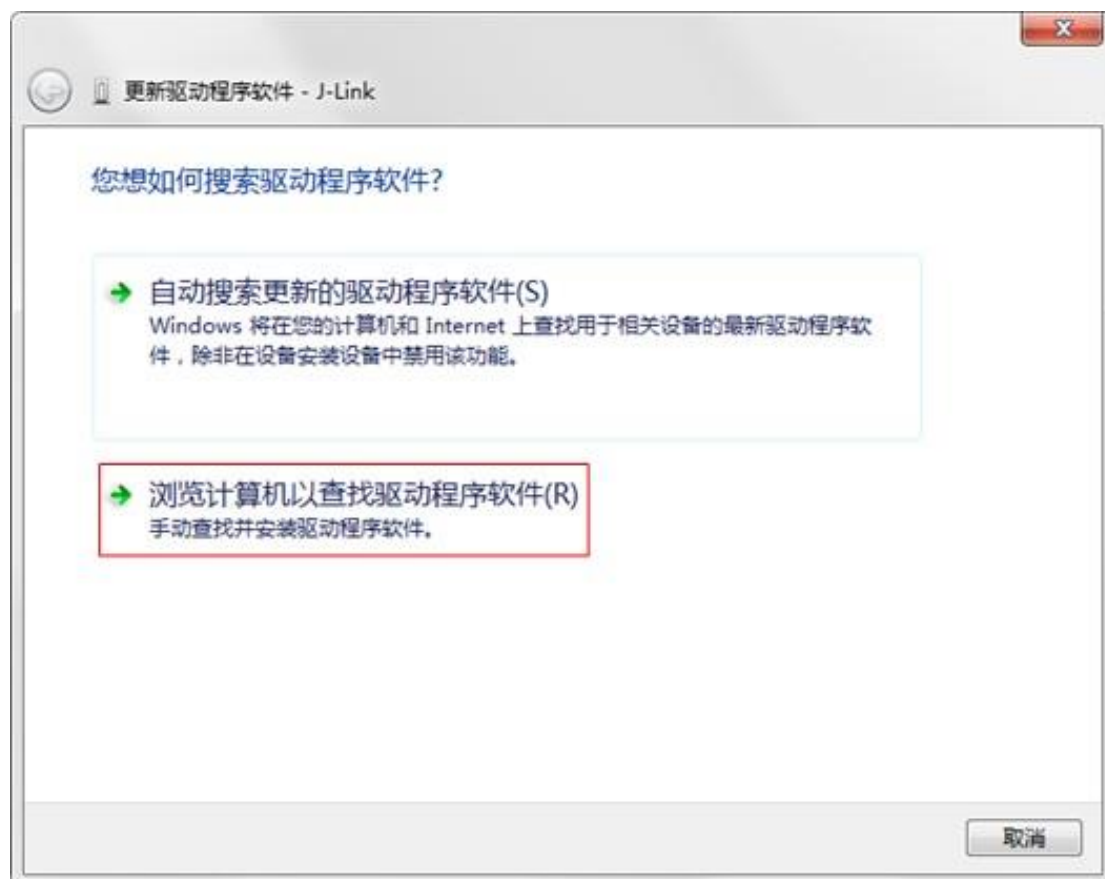 更新驱动程序软件 - J-Link
您想如何搜索驱动程序软件?
自动搜索更新的驱动程序软件(S)
Windows 将在您的计算机和 Internet 上查找用于相关设备的最新驱动程序软
件，除非在设备安装设备中禁用该功能。
浏览计算机以查找驱动程序软件(R)
手动查找并安装驱动程序软件。
取消